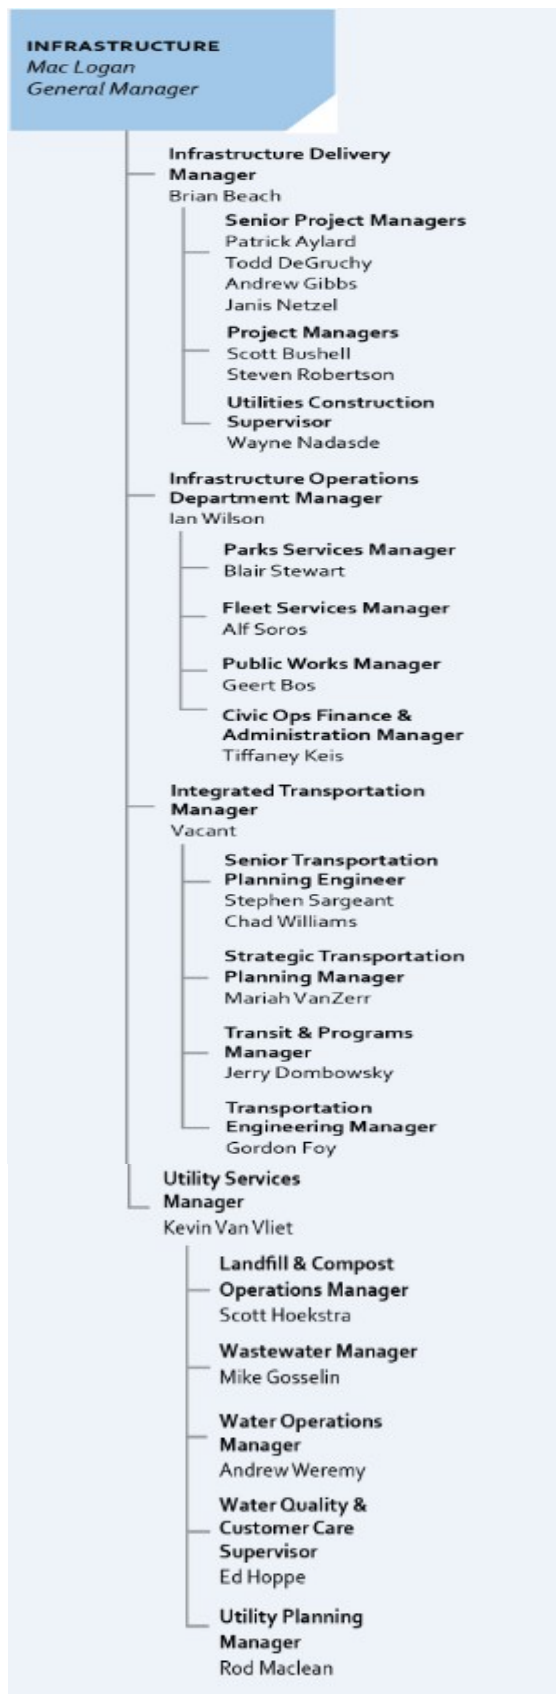 INFRASTRUCTURE
Mac Logan
General Manager
Infrastructure Delivery
Manager
Brian Beach
Senior Project Managers
Patrick Aylard
Todd DeGruchy
Andrew Gibbs
Janis Netzel
Project Managers
Scott Bushell
Steven Robertson
Utilities Construction
Supervisor
Wayne Nadasde
Infrastructure Operations
Department Manager
Ian Wilson
Parks Services Manager
Blair Stewart
Fleet Services Manager
Alf Soros
Public Works Manager
Geert Bos
Civic Ops Finance &
Administration Manager
Tiffaney Keis
Integrated Transportation
Manager
Vacant
Senior Transportation
Planning Engineer
Stephen Sargeant
Chad Williams
Strategic Transportation
Planning Manager
Mariah VanZerr
Transit & Programs
Manager
Jerry Dombowsky
Transportation
Engineering Manager
Gordon Foy
Utility Services
Manager
Kevin Van Vliet
Landfill & Compost
Operations Manager
Scott Hoekstra
Wastewater Manager
Mike Gosselin
Water Operations
Manager
Andrew Weremy
Water Quality &
Customer Care
Supervisor
Ed Hoppe
Utility Planning
Manager
Rod Maclean